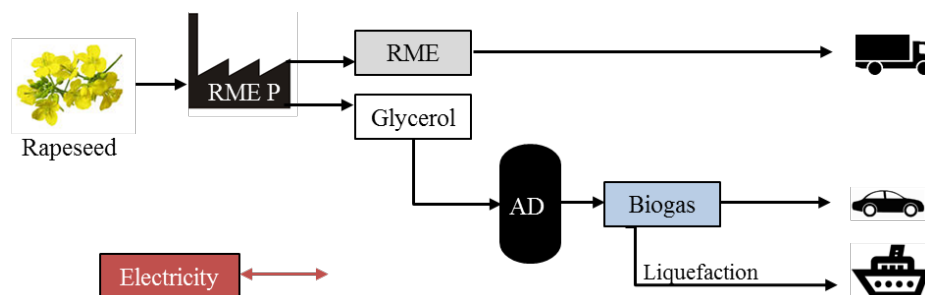 RME
RME P
Glycerol
Rapeseed
AD
Biogas
Electricity
Liquefaction